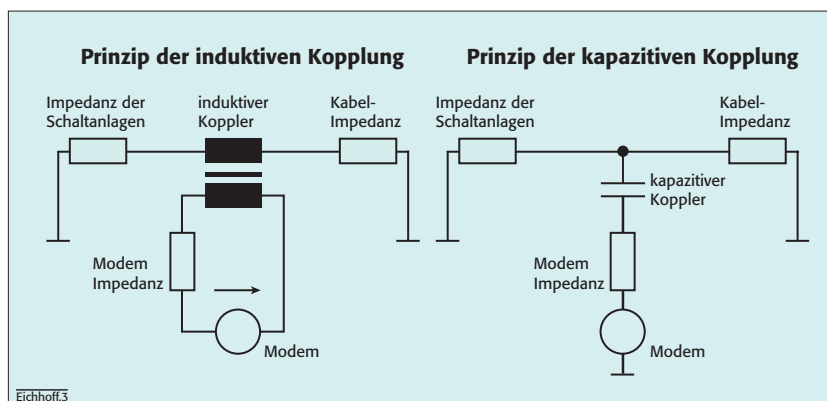 Prinzip der induktiven Kopplung
Impedanz der
Schaltanlagen
induktiver
Koppler
Kabel-
Impedanz
Modem
Impedanz
Modem
Prinzip der kapazitiven Kopplung
Impedanz der
Schaltanlagen
Kabel-
Impedanz
kapazitiver
Koppler
Modem
Impedanz
Modem
Eichhoff.3